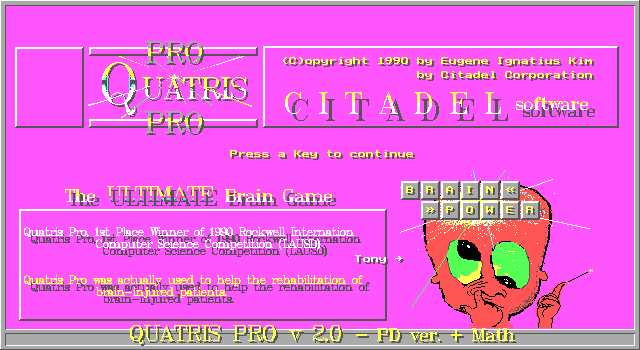 PRO
QUATRIS
PRO
(C)opyright 1990 by Eugene Ignatius Kim
by Citadel Corporation
CITADEL software
Press a Key to continue
The ULTIMATE Brain Game
Quatris Pro 1st Place Winner of 1990 Rockwell Internation
Computer Science Competition (LAUSD)
Quatris Pro was actually used to help the rehabilitation of
brain-injured patients.
BRAIN«
»POWER
Tony →
QUATRIS PRO v 2.0 - PD ver. + Math